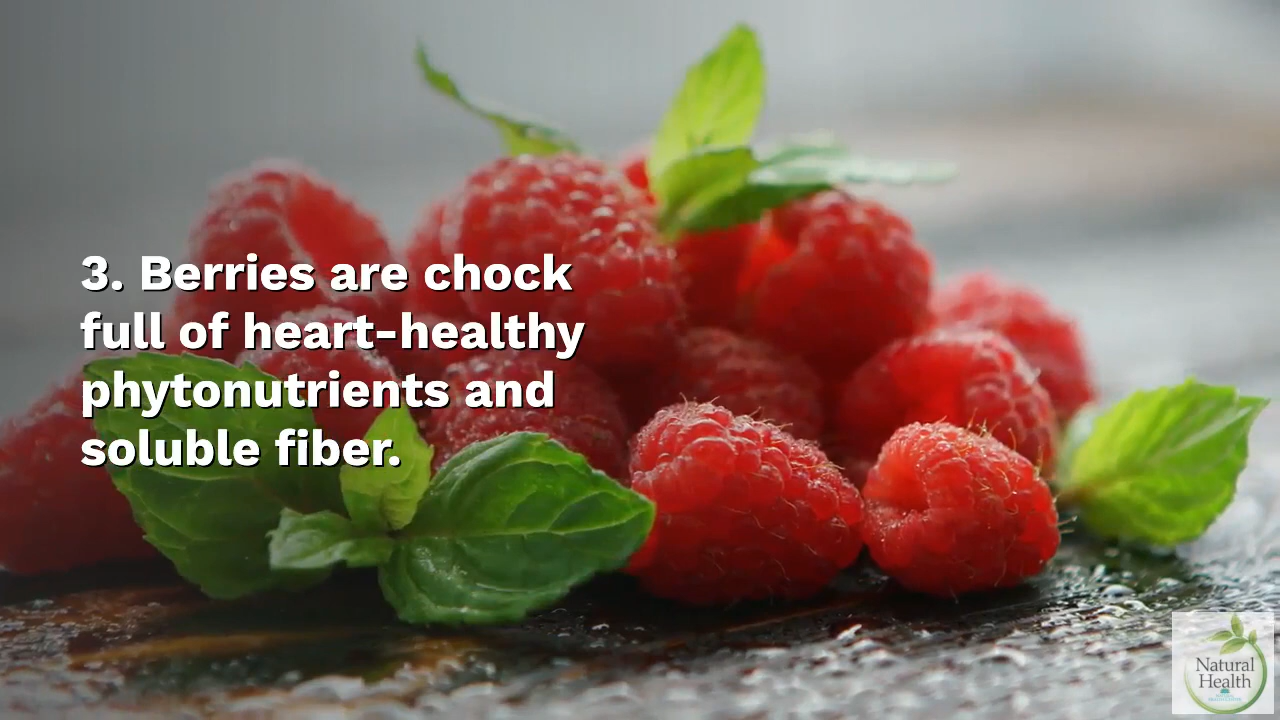 3. Berries are chock
full of heart-healthy
phytonutrients and
soluble fiber.
Natural
Health